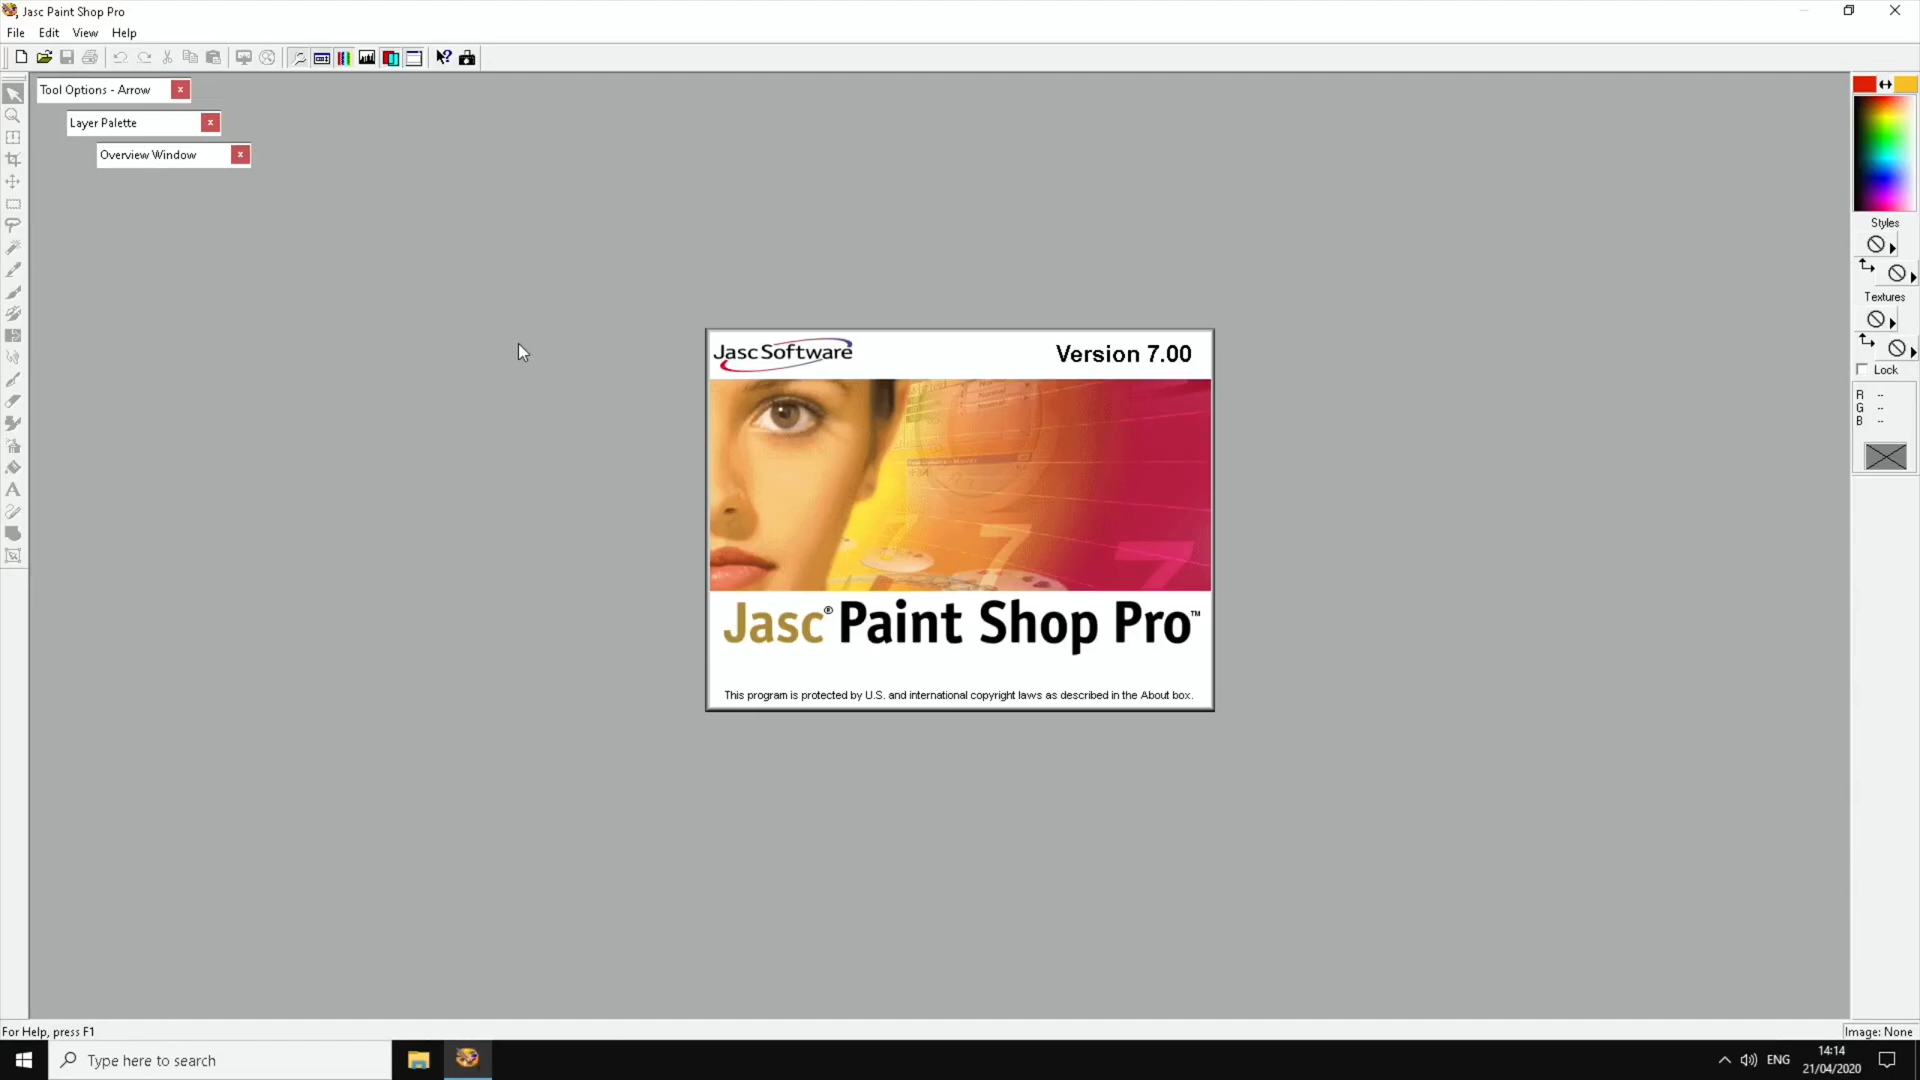 Jasc Paint Shop Pro
File Edit View Help
Tool Options - Arrow
Layer Palette
Overview Window
Styles
Textures
Lock
R --
G --
B --
Jasc Software
Version 7.00
7
7
Jasc® Paint Shop Pro™
This program is protected by U.S. and international copyright laws as described in the About box.
For Help, press F1
Image: None
Type here to search
ENG
14:14
21/04/2020